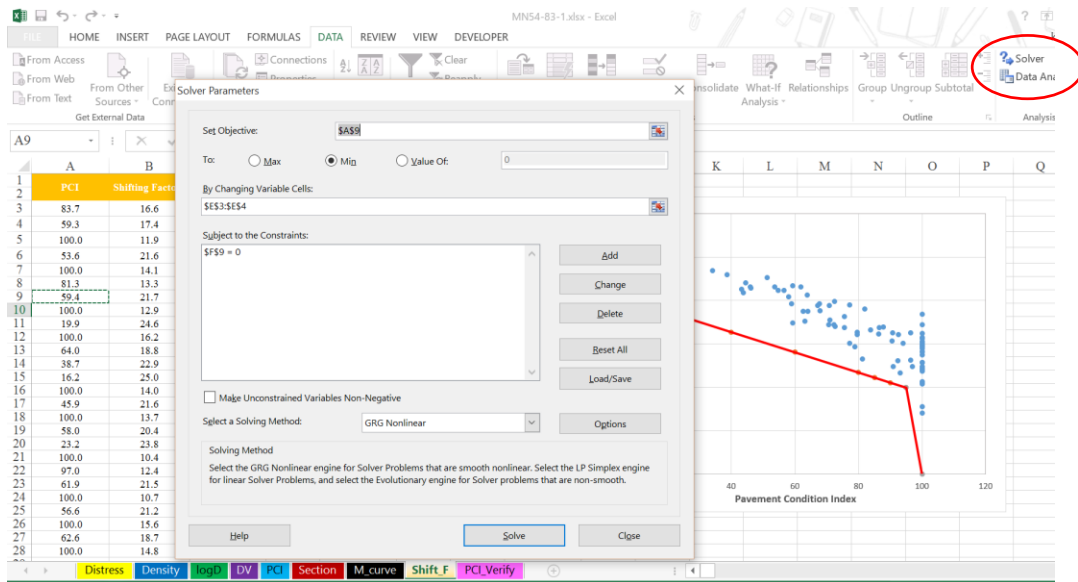 MN54-83-1.xlsx - Excel
FILE HOME INSERT PAGE LAYOUT FORMULAS DATA REVIEW VIEW DEVELOPER
From Access
From Web
From Text
From Other
Sources
Connections
Clear
What-If
Analysis
Relationships
Group Ungroup Subtotal
Solver
Data Ana
Get External Data
Outline
Analysis
Solver Parameters
A9
Set Objective:
$A$9
To:
Max
Min
Value Of:
0
By Changing Variable Cells:
$E$3:$E$4
Subject to the Constraints:
$F$9 = 0
Add
Change
Delete
Reset All
Load/Save
Make Unconstrained Variables Non-Negative
Select a Solving Method:
GRG Nonlinear
Options
Solving Method
Select the GRG Nonlinear engine for Solver Problems that are smooth nonlinear. Select the LP Simplex engine
for linear Solver Problems, and select the Evolutionary engine for Solver problems that are non-smooth.
Help
Solve
Close
A B K L M N O P Q
1
2 PCI Shifting Facto
3 83.7 16.6
4 59.3 17.4
5 100.0 11.9
6 53.6 21.6
7 100.0 14.1
8 81.3 13.3
9 59.4 21.7
10 100.0 12.9
11 19.9 24.6
12 100.0 16.2
13 64.0 18.8
14 38.7 22.9
15 16.2 25.0
16 100.0 14.0
17 45.9 21.6
18 100.0 13.7
19 58.0 20.4
20 23.2 23.8
21 100.0 10.4
22 97.0 12.4
23 61.9 21.5
24 100.0 10.7
25 56.6 21.2
26 100.0 15.6
27 62.6 18.7
28 100.0 14.8
40 60 80 100 120
Pavement Condition Index
Distress Density logD DV PCI Section M_curve Shift_F PCI_Verify